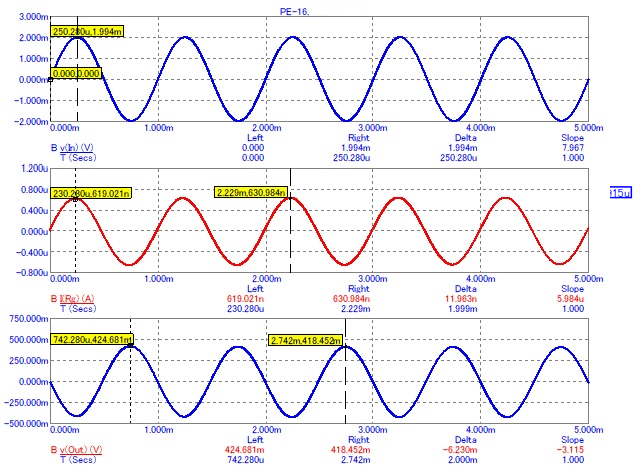 PE-16.
3.000m
250.280u,1.994m
2.000m
1.000m
0.000,0.000
0.000m
-1.000m
-2.000m
0.000m 1.000m 2.000m 3.000m 4.000m 5.000m
Left Right Delta Slope
B v(In) (V) 0.000 1.994m 1.994m 7.967
T (Secs) 0.000 250.280u 250.280u 1.000
1.200u
0.800u
230.280u,619.021n 2.229m,630.984n 915u
0.400u
0.000u
-0.400u
-0.800u
0.000m 1.000m 2.000m 3.000m 4.000m 5.000m
Left Right Delta Slope
B I(Rg) (A) 619.021n 630.984n 11.963n 5.984u
T (Secs) 230.280u 2.229m 1.999m 1.000
750.000m
500.000m
742.280u,424.681m 2.742m,418.452m
250.000m
0.000m
-250.000m
-500.000m
0.000m 1.000m 2.000m 3.000m 4.000m 5.000m
Left Right Delta Slope
B v(Out) (V) 424.681m 418.452m -6.230m -3.115
T (Secs) 742.280u 2.742m 2.000m 1.000